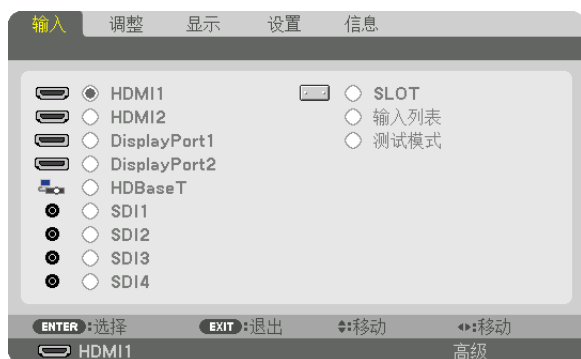 输入 调整 显示 设置 信息
HDMI1
HDMI2
DisplayPort1
DisplayPort2
HDBaseT
SDI1
SDI2
SDI3
SDI4
SLOT
输入列表
测试模式
ENTER:选择 EXIT:退出 :移动 :移动
HDMI1 高级